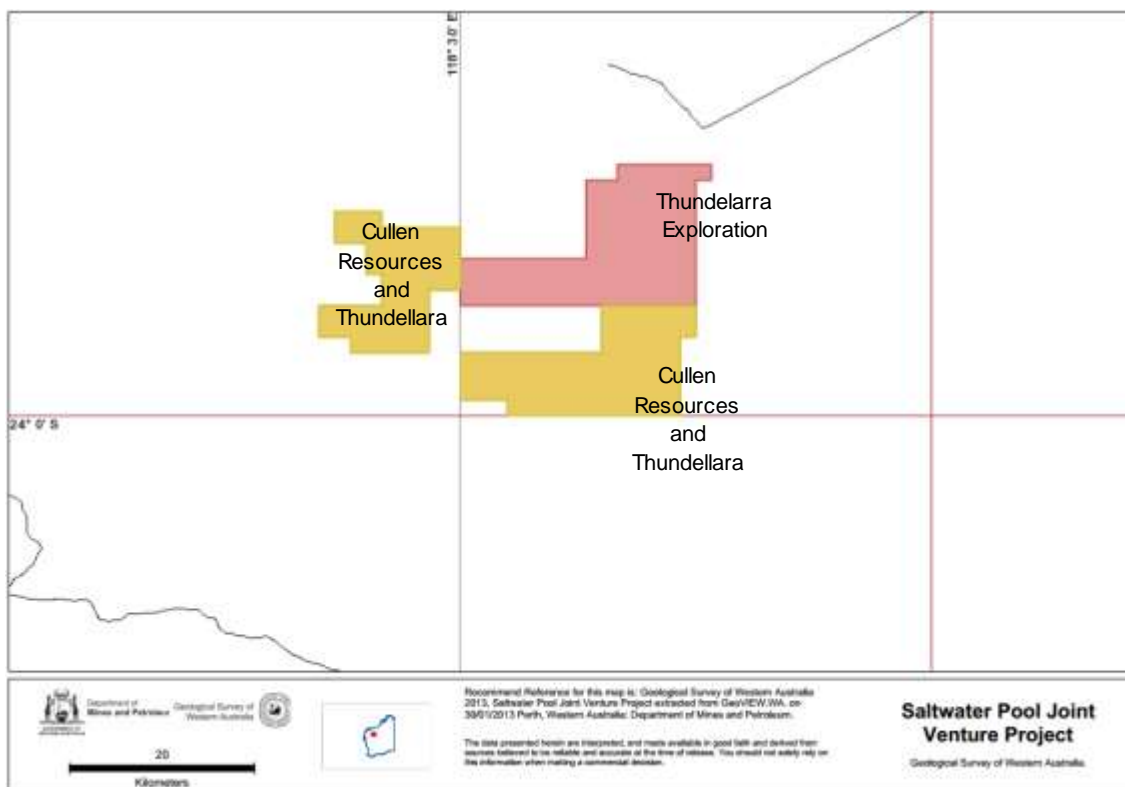 118° 30' E
Thundelarra
Exploration
Cullen
Resources
and
Thundellara
Cullen
Resources
and
Thundellara
24° 0' S
Department of
Mines and Petroleum
Geological Survey of
Western Australia
20
Kilometers
Recommend Reference for this map is: Geological Survey of Western Australia
2013, Saltwater Pool Joint Venture Project extracted from GeoVIEW.WA. on
30/01/2013 Perth, Western Australia: Department of Mines and Petroleum.
The data presented herein are interpreted, and made available in good faith and derived from
sources believed to be reliable and accurate at the time of release. You should not solely rely on
this information when making a commercial decision.
Saltwater Pool Joint
Venture Project
Geological Survey of Western Australia